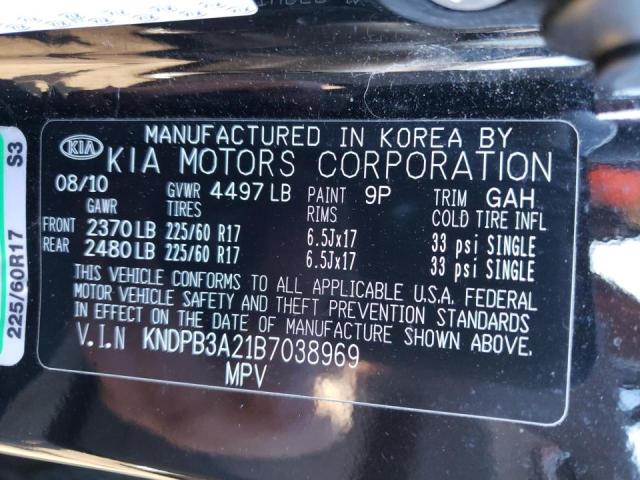 KIA
MANUFACTURED IN KOREA BY
KIA MOTORS CORPORATION
08/10 GVWR 4497 LB PAINT 9P TRIM GAH
GAWR TIRES RIMS COLD TIRE INFL
FRONT 2370 LB 225/60 R17 6.5Jx17 33 psi SINGLE
REAR 2480 LB 225/60 R17 6.5Jx17 33 psi SINGLE
THIS VEHICLE CONFORMS TO ALL APPLICABLE U.S.A. FEDERAL
MOTOR VEHICLE SAFETY AND THEFT PREVENTION STANDARDS
IN EFFECT ON THE DATE OF MANUFACTURE SHOWN ABOVE.
V.I.N KNDPB3A21B7038969
MPV
225/60R17 S3